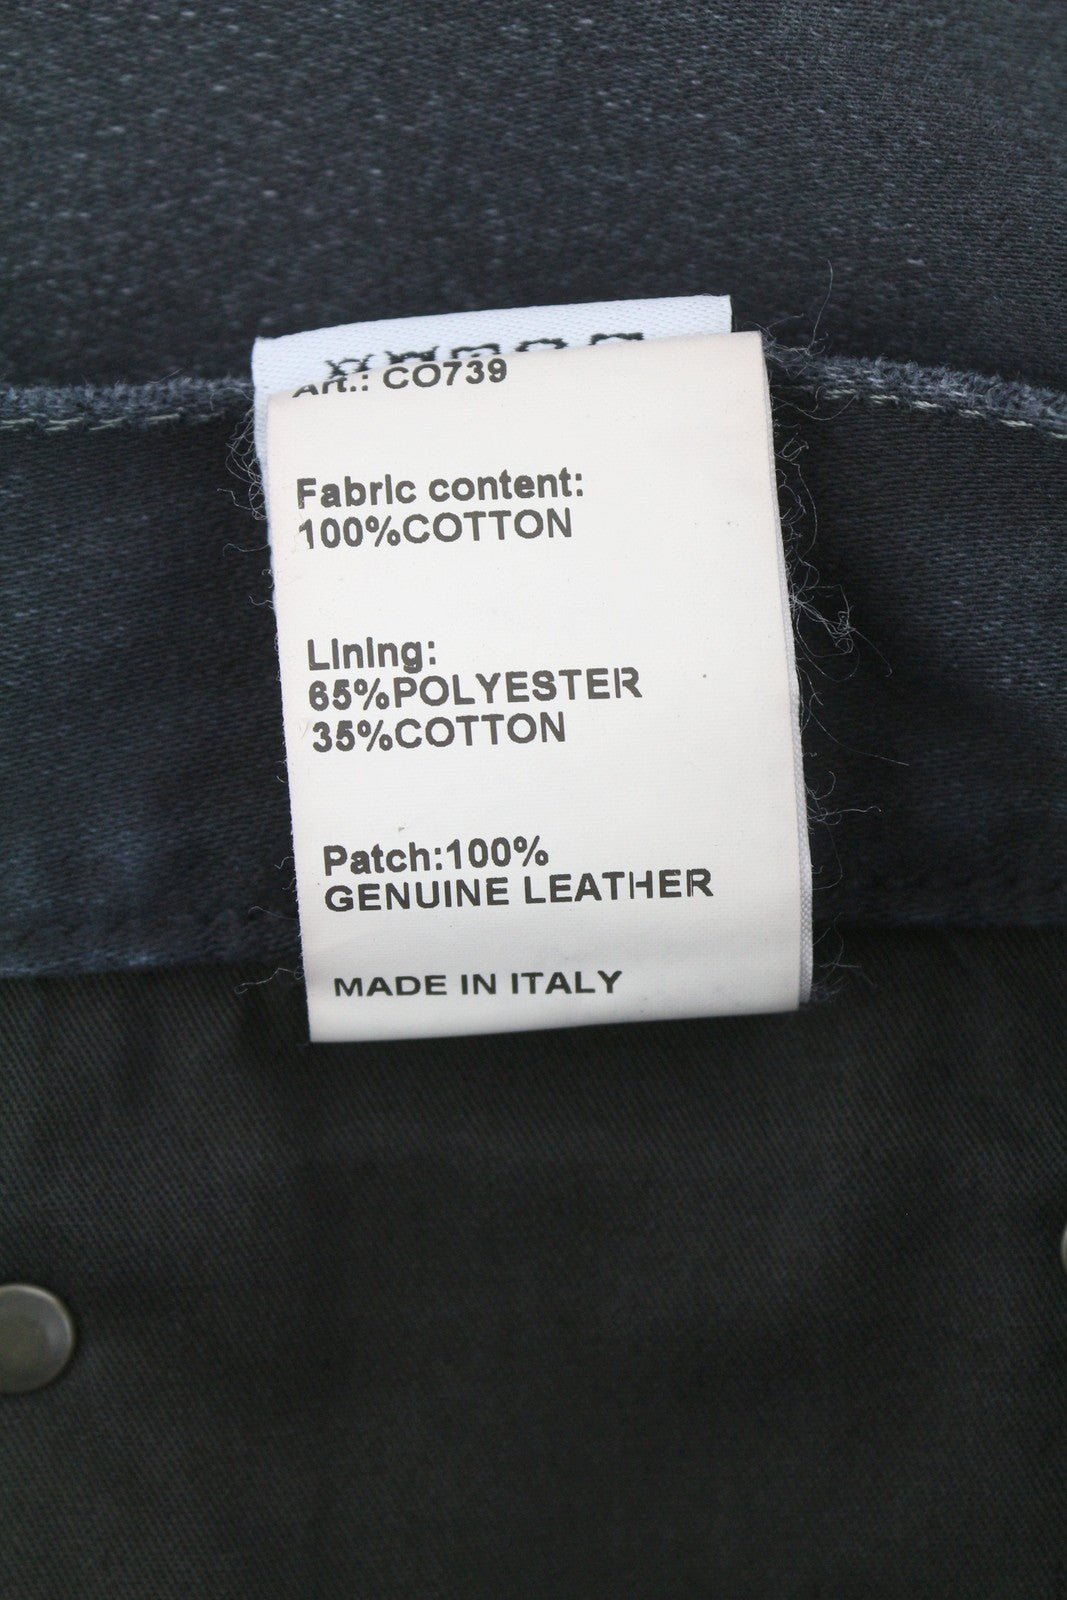 Art.: CO739
Fabric content:
100%COTTON
Lining:
65%POLYESTER
35%COTTON
Patch:100%
GENUINE LEATHER
MADE IN ITALY